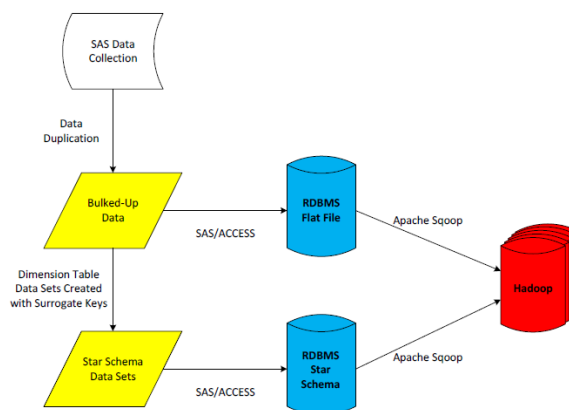 SAS Data
Collection
Data
Duplication
Bulked-Up
Data
SAS/ACCESS
RDBMS
Flat File
Apache Sqoop
Hadoop
Dimension Table
Data Sets Created
with Surrogate Keys
Star Schema
Data Sets
SAS/ACCESS
RDBMS
Star
Schema
Apache Sqoop